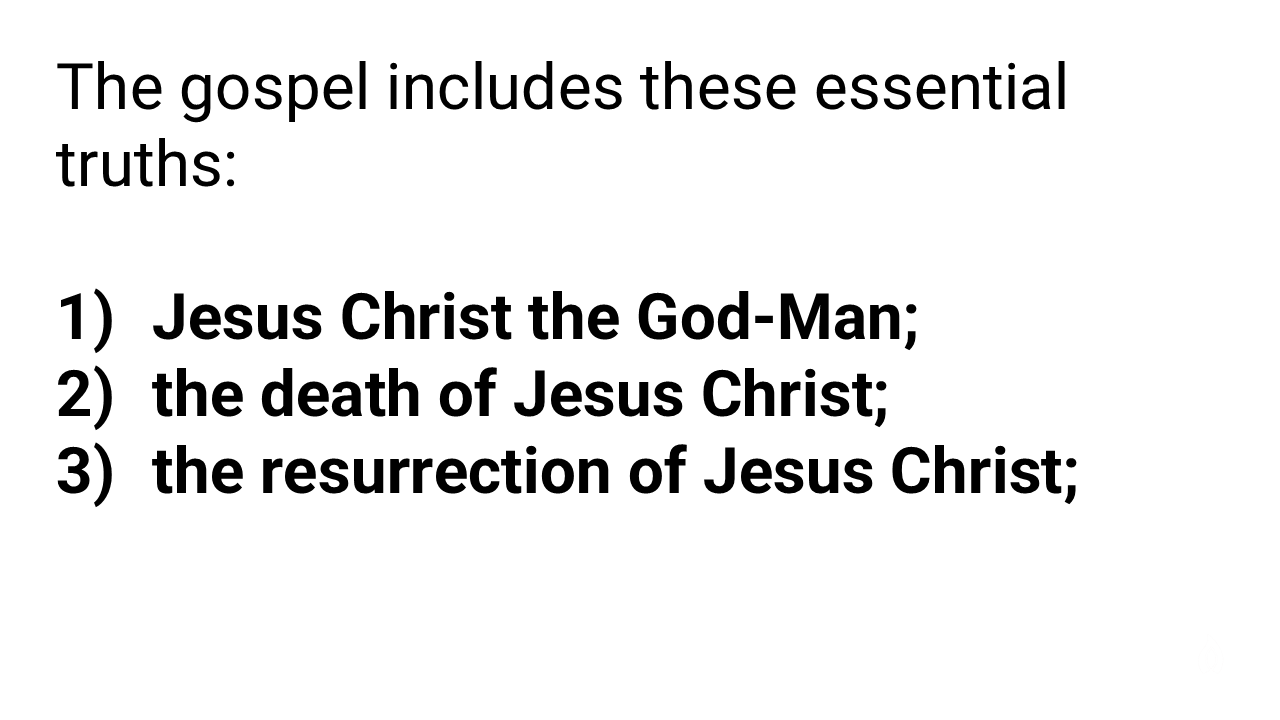 The gospel includes these essential
truths:
1) Jesus Christ the God-Man;
2) the death of Jesus Christ;
3) the resurrection of Jesus Christ;